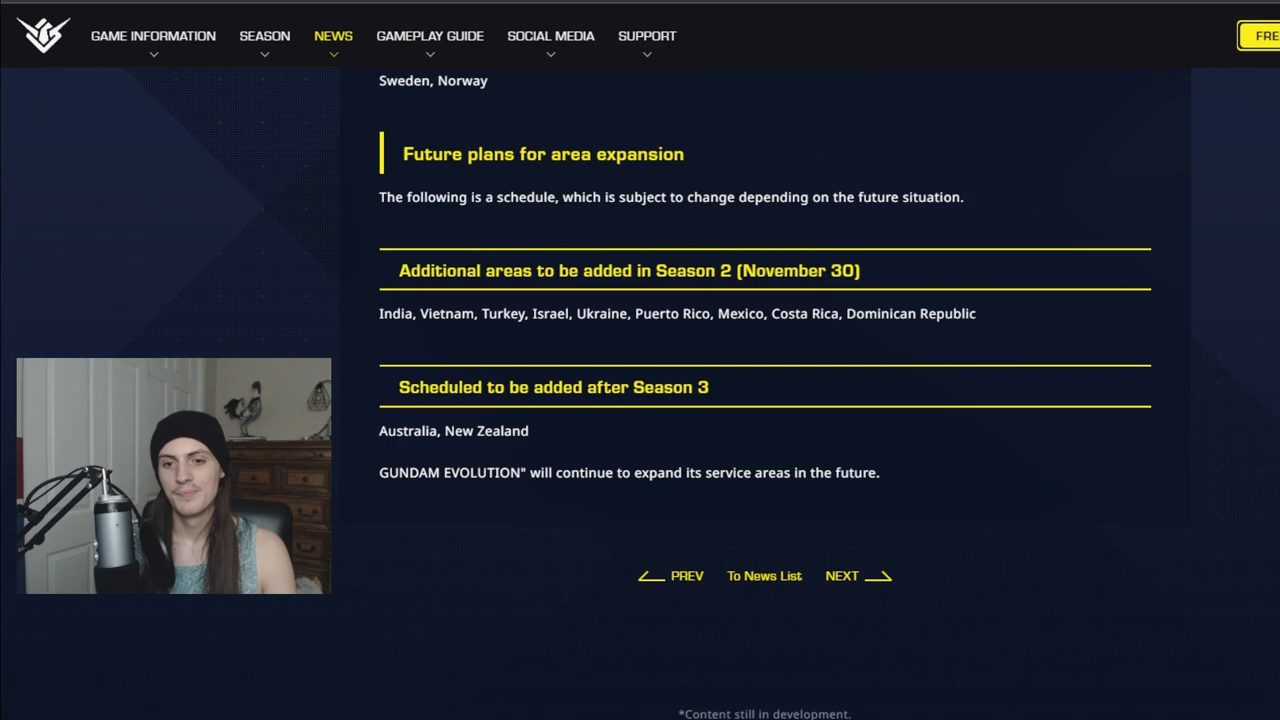 GAME INFORMATION SEASON NEWS GAMEPLAY GUIDE SOCIAL MEDIA SUPPORT
FRE
Sweden, Norway
Future plans for area expansion
The following is a schedule, which is subject to change depending on the future situation.
Additional areas to be added in Season 2 (November 30)
India, Vietnam, Turkey, Israel, Ukraine, Puerto Rico, Mexico, Costa Rica, Dominican Republic
Scheduled to be added after Season 3
Australia, New Zealand
GUNDAM EVOLUTION" will continue to expand its service areas in the future.
PREV To News List NEXT
*Content still in development.